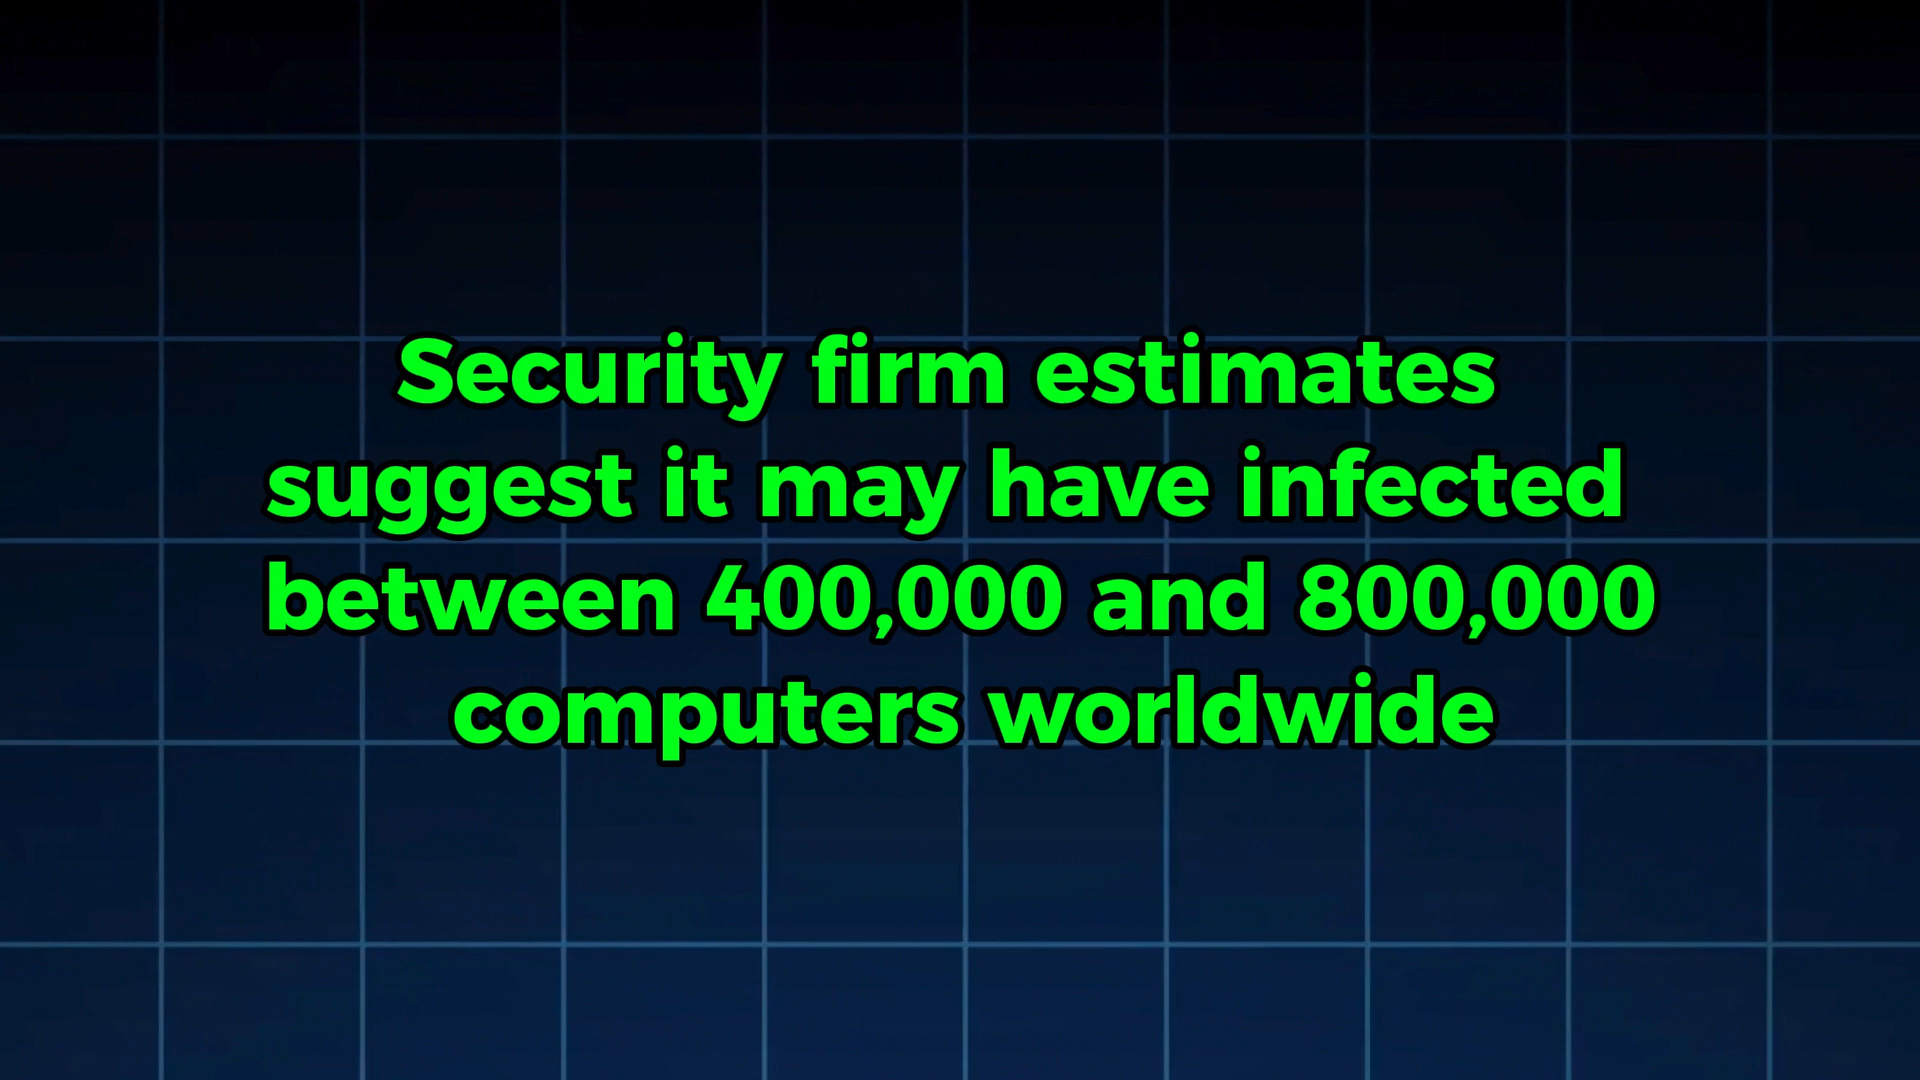 Security firm estimates
suggest it may have infected
between 400,000 and 800,000
computers worldwide